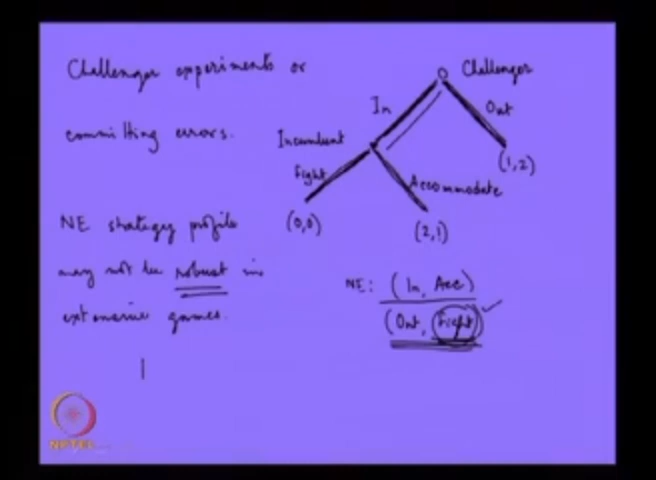 Challenger experiments or
committing errors.
NE strategy profile
may not be robust in
extensive games.
Challenger
In
Out
Incumbent
Fight
Accommodate
(1,2)
(0,0)
(2,1)
NE: (In, Acc)
(Out, Fight)
NPTEL